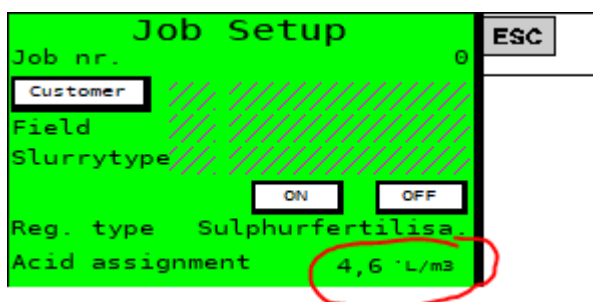 Job Setup
ESC
Job nr. 0
Customer
Field
Slurrytype
ON OFF
Reg. type Sulphurfertilisa.
Acid assignment 4,6 L/m3